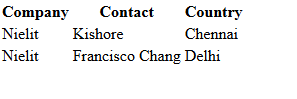 Company Contact Country
Nielit Kishore Chennai
Nielit Francisco Chang Delhi